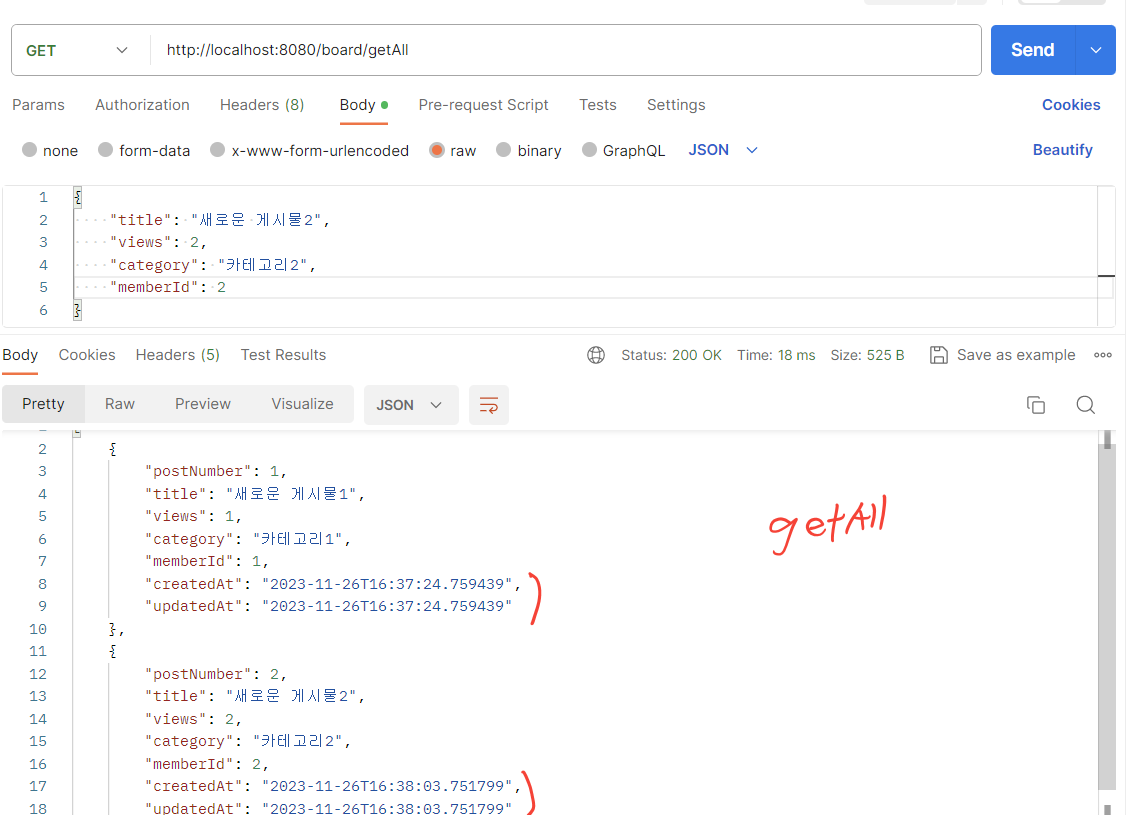 GET http://localhost:8080/board/getAll Send
Params Authorization Headers (8) Body Pre-request Script Tests Settings Cookies
none form-data x-www-form-urlencoded raw binary GraphQL JSON Beautify
1 {
2 "title": "새로운 게시물2",
3 "views": 2,
4 "category": "카테고리2",
5 "memberId": 2
6 }
Body Cookies Headers (5) Test Results Status: 200 OK Time: 18 ms Size: 525 B Save as example
Pretty Raw Preview Visualize JSON
2 {
3 "postNumber": 1,
4 "title": "새로운 게시물1",
5 "views": 1,
6 "category": "카테고리1",
7 "memberId": 1,
8 "createdAt": "2023-11-26T16:37:24.759439",
9 "updatedAt": "2023-11-26T16:37:24.759439"
10 },
11 {
12 "postNumber": 2,
13 "title": "새로운 게시물2",
14 "views": 2,
15 "category": "카테고리2",
16 "memberId": 2,
17 "createdAt": "2023-11-26T16:38:03.751799",
18 "updatedAt": "2023-11-26T16:38:03.751799"
getAll